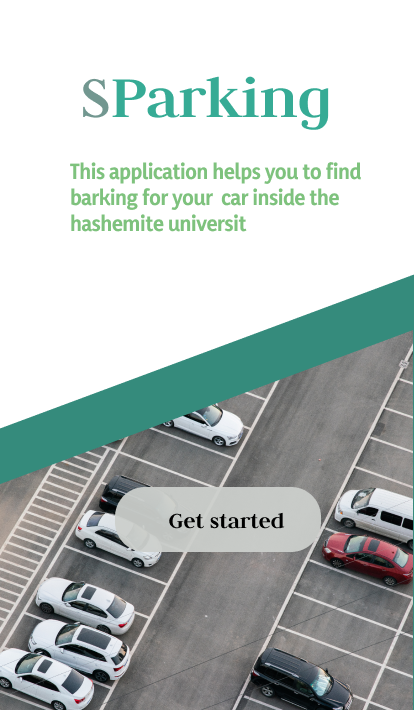 SParking
This application helps you to find
barking for your  car inside the
hashemite universit
Get started